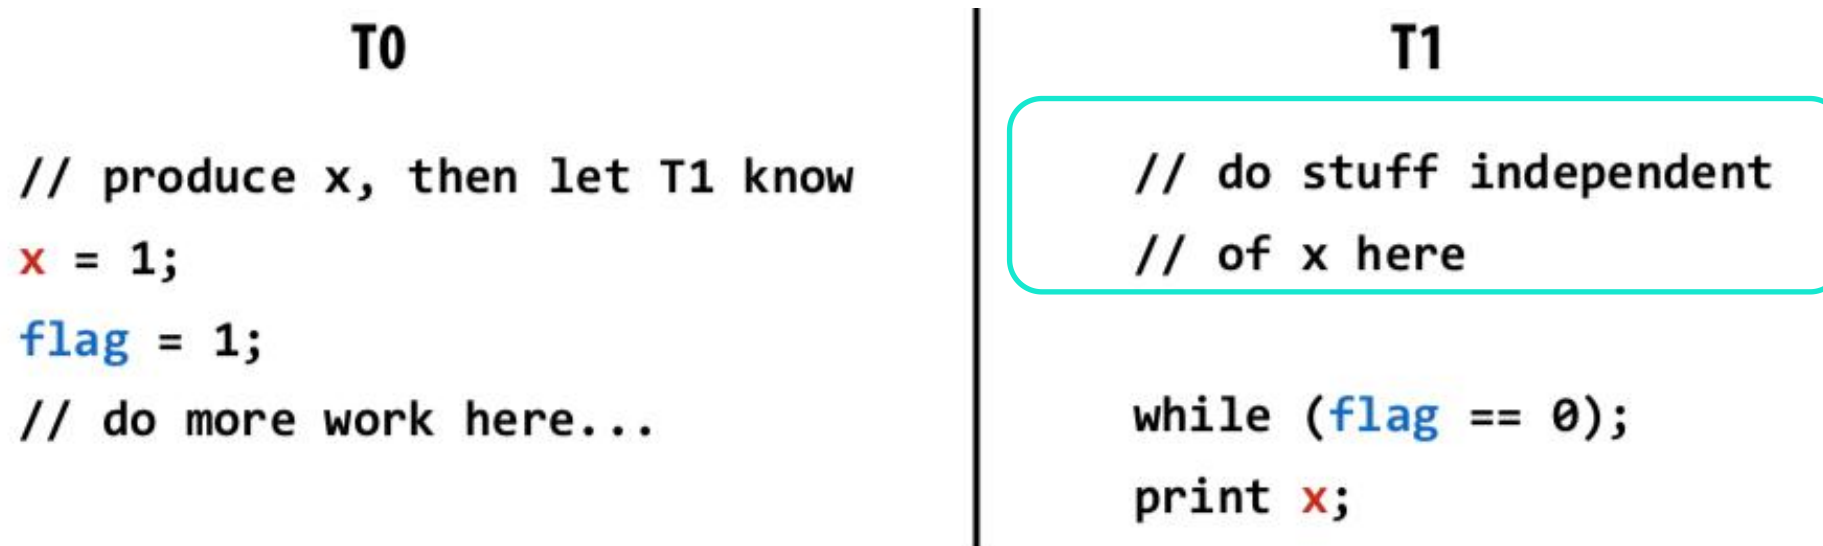 T0
// produce x, then let T1 know
x = 1;
flag = 1;
// do more work here...
T1
// do stuff independent
// of x here
while (flag == 0);
print x;